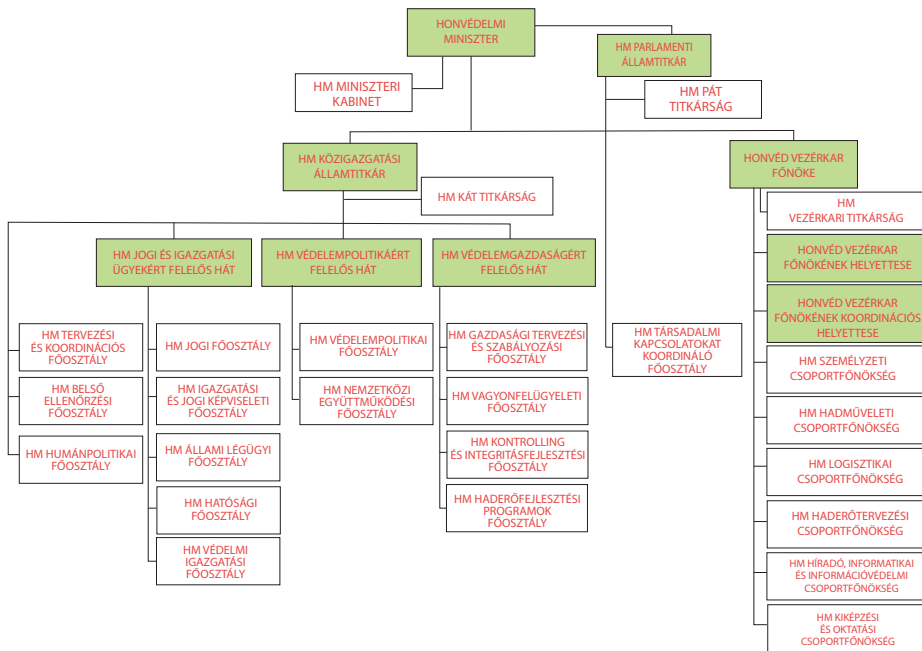 HONVÉDELMI
MINISZTER
HM PARLAMENTI
ÁLLAMTITKÁR
HM MINISZTERI
KABINET
HM PÁT
TITKÁRSÁG
HM KÖZIGAZGATÁSI
ÁLLAMTITKÁR
HONVÉD VEZÉRKAR
FŐNÖKE
HM KÁT TITKÁRSÁG
HM
VEZÉRKARI TITKÁRSÁG
HM JOGI ÉS IGAZGATÁSI
ÜGYEKÉRT FELELŐS HÁT
HM VÉDELEMPOLITIKÁÉRT
FELELŐS HÁT
HM VÉDELEMGAZDASÁGÉRT
FELELŐS HÁT
HONVÉD VEZÉRKAR
FŐNÖKÉNEK HELYETTESE
HONVÉD VEZÉRKAR
FŐNÖKÉNEK KOORDINÁCIÓS
HELYETTESE
HM TERVEZÉSI
ÉS KOORDINÁCIÓS
FŐOSZTÁLY
HM JOGI FŐOSZTÁLY
HM VÉDELEMPOLITIKAI
FŐOSZTÁLY
HM GAZDASÁGI TERVEZÉSI
ÉS SZABÁLYOZÁSI
FŐOSZTÁLY
HM TÁRSADALMI
KAPCSOLATOKAT
KOORDINÁLÓ
FŐOSZTÁLY
HM SZEMÉLYZETI
CSOPORTFŐNÖKSÉG
HM BELSŐ
ELLENŐRZÉSI
FŐOSZTÁLY
HM IGAZGATÁSI
ÉS JOGI KÉPVISELETI
FŐOSZTÁLY
HM NEMZETKÖZI
EGYÜTTMŰKÖDÉSI
FŐOSZTÁLY
HM VAGYONFELÜGYELETI
FŐOSZTÁLY
HM HADMŰVELETI
CSOPORTFŐNÖKSÉG
HM HUMÁNPOLITIKAI
FŐOSZTÁLY
HM ÁLLAMI LÉGÜGYI
FŐOSZTÁLY
HM KONTROLLING
ÉS INTEGRITÁSFEJLESZTÉSI
FŐOSZTÁLY
HM LOGISZTIKAI
CSOPORTFŐNÖKSÉG
HM HATÓSÁGI
FŐOSZTÁLY
HM HADERŐFEJLESZTÉSI
PROGRAMOK
FŐOSZTÁLY
HM HADERŐTERVEZÉSI
CSOPORTFŐNÖKSÉG
HM VÉDELMI
IGAZGATÁSI
FŐOSZTÁLY
HM HÍRADÓ, INFORMATIKAI
ÉS INFORMÁCIÓVÉDELMI
CSOPORTFŐNÖKSÉG
HM KIKÉPZÉSI
ÉS OKTATÁSI
CSOPORTFŐNÖKSÉG